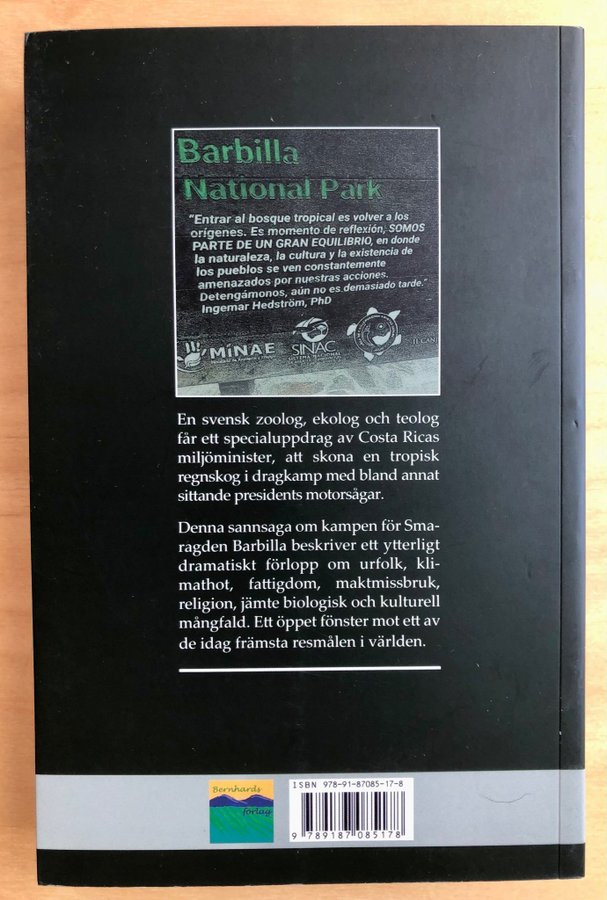 Barbilla
National Park
"Entrar al bosque tropical es volver a los
orígenes. Es momento de reflexión, SOMOS
PARTE DE UN GRAN EQUILIBRIO, en donde
la naturaleza, la cultura y la existencia de
los pueblos se ven constantemente
amenazados por nuestras acciones.
Detengámonos, aún no es demasiado tarde."
Ingemar Hedström, PhD
MINAE
SINAC
En svensk zoolog, ekolog och teolog
får ett specialuppdrag av Costa Ricas
miljöminister, att skona en tropisk
regnskog i dragkamp med bland annat
sittande presidents motorsågar.
Denna sannsaga om kampen för Sma-
ragden Barbilla beskriver ett ytterligt
dramatiskt förlopp om urfolk, kli-
mathot, fattigdom, maktmissbruk,
religion, jämte biologisk och kulturell
mångfald. Ett öppet fönster mot ett av
de idag främsta resmålen i världen.
Bernhards
förlag
ISBN 978-91-87085-17-8
9 789187 085178